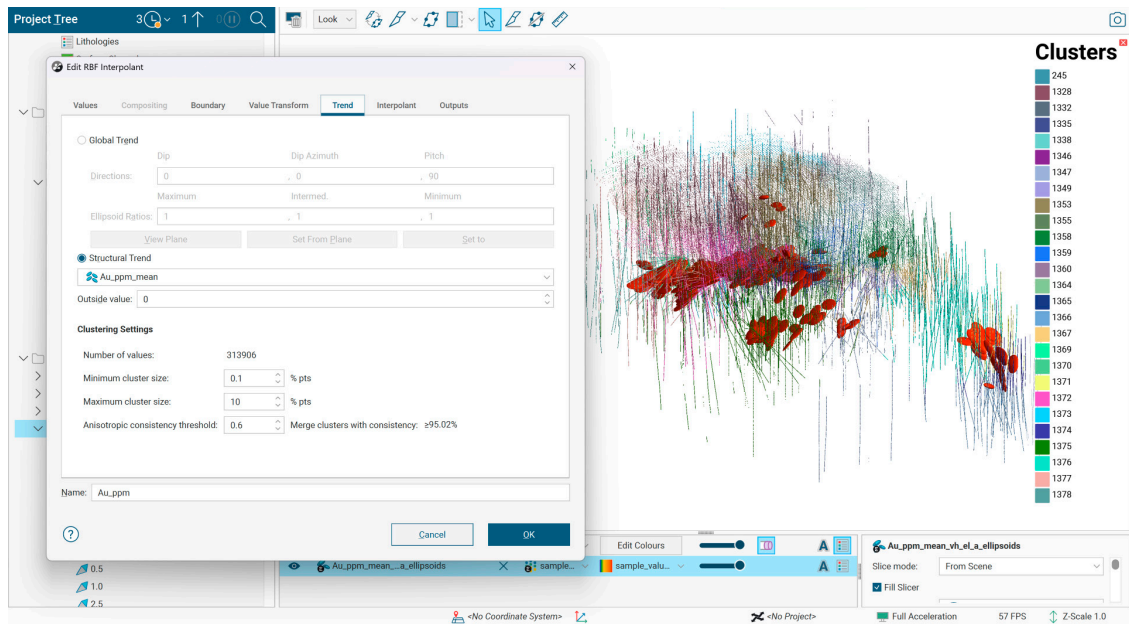 Project Tree 3 1 0 Look
Lithologies
Clusters
Edit RBF Interpolant
Values Compositing Boundary Value Transform Trend Interpolant Outputs
Global Trend
Dip Dip Azimuth Pitch
Directions: 0 , 0 , 90
Maximum Intermed. Minimum
Ellipsoid Ratios: 1 , 1 , 1
View Plane Set From Plane Set to
Structural Trend
Au_ppm_mean
Outside value: 0
Clustering Settings
Number of values: 313906
Minimum cluster size: 0.1 % pts
Maximum cluster size: 10 % pts
Anisotropic consistency threshold: 0.6 Merge clusters with consistency: ≥95.02%
Name: Au_ppm
? Cancel OK
245
1328
1332
1335
1338
1346
1347
1349
1353
1355
1358
1359
1360
1364
1365
1366
1367
1369
1370
1371
1372
1373
1374
1375
1376
1377
1378
Edit Colours A
Au_ppm_mean_...a_ellipsoids sample... sample_valu... A
Au_ppm_mean_vh_el_a_ellipsoids
Slice mode: From Scene
Fill Slicer
0.5
1.0
2.5
<No Coordinate System> <No Project> Full Acceleration 57 FPS Z-Scale 1.0